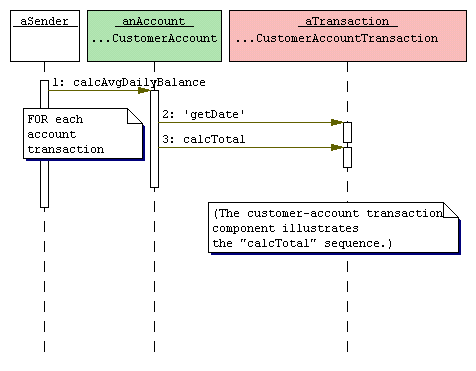 aSender
anAccount
...CustomerAccount
aTransaction
...CustomerAccountTransaction
1: calcAvgDailyBalance
FOR each
account
transaction
2: 'getDate'
3: calcTotal
(The customer-account transaction
component illustrates
the "calcTotal" sequence.)